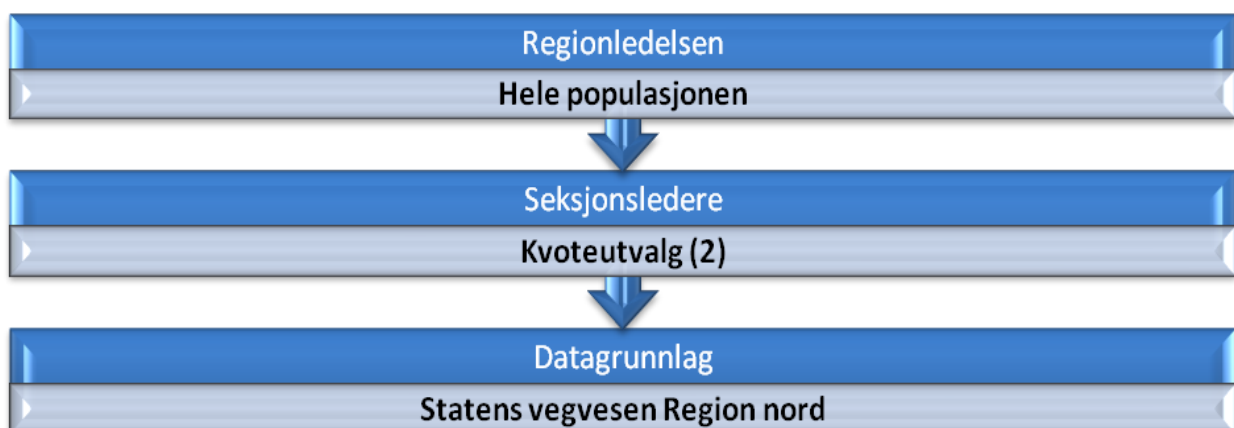 Regionledelsen
Hele populasjonen
Seksjonsledere
Kvoteutvalg (2)
Datagrunnlag
Statens vegvesen Region nord